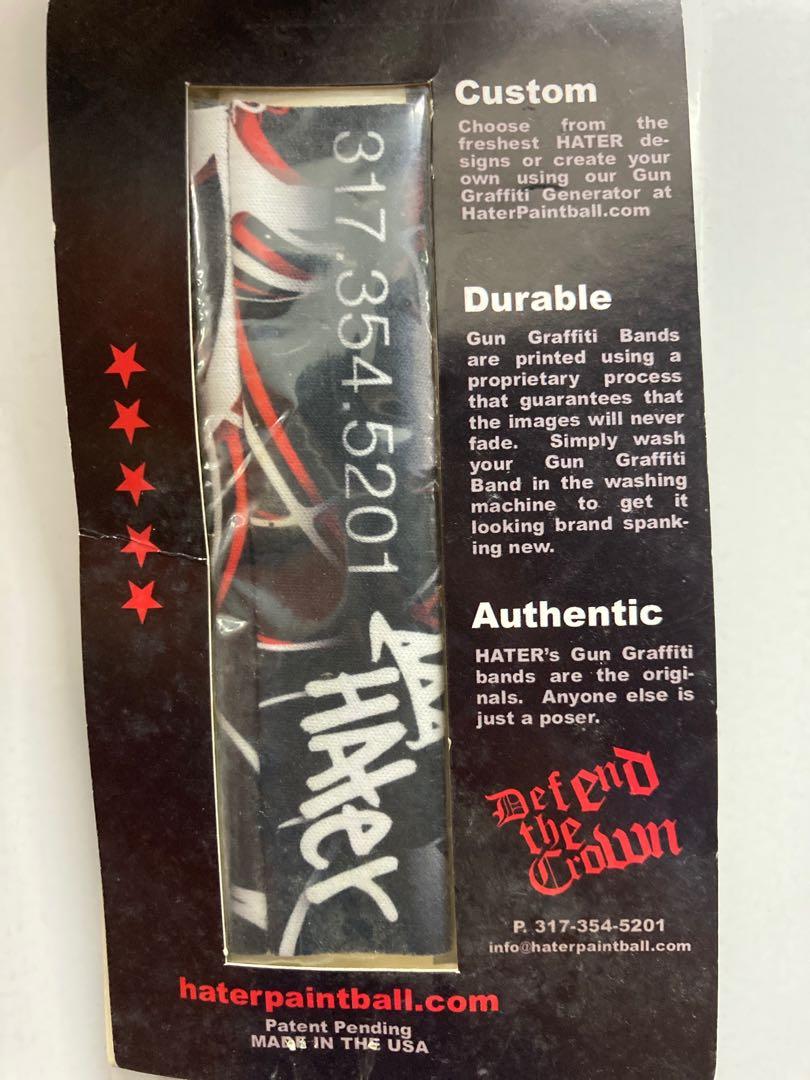 Custom
Choose from the
freshest HATER de-
signs or create your
own using our Gun
Graffiti Generator at
HaterPaintball.com
Durable
Gun Graffiti Bands
are printed using a
proprietary process
that guarantees that
the images will never
fade. Simply wash
your Gun Graffiti
Band in the washing
machine to get it
looking brand spank-
ing new.
Authentic
HATER's Gun Graffiti
bands are the origi-
nals. Anyone else is
just a poser.
Defend
the
Crown
P. 317-354-5201
info@haterpaintball.com
317.354.5201
Hater
haterpaintball.com
Patent Pending
MADE IN THE USA